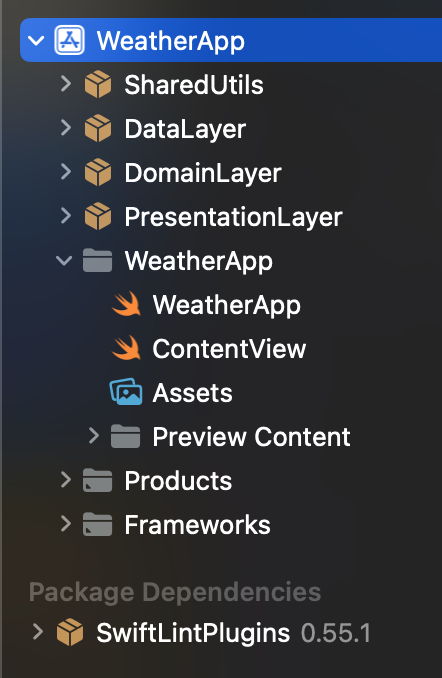 WeatherApp
SharedUtils
DataLayer
DomainLayer
PresentationLayer
WeatherApp
WeatherApp
ContentView
Assets
Preview Content
Products
Frameworks
Package Dependencies
SwiftLintPlugins 0.55.1